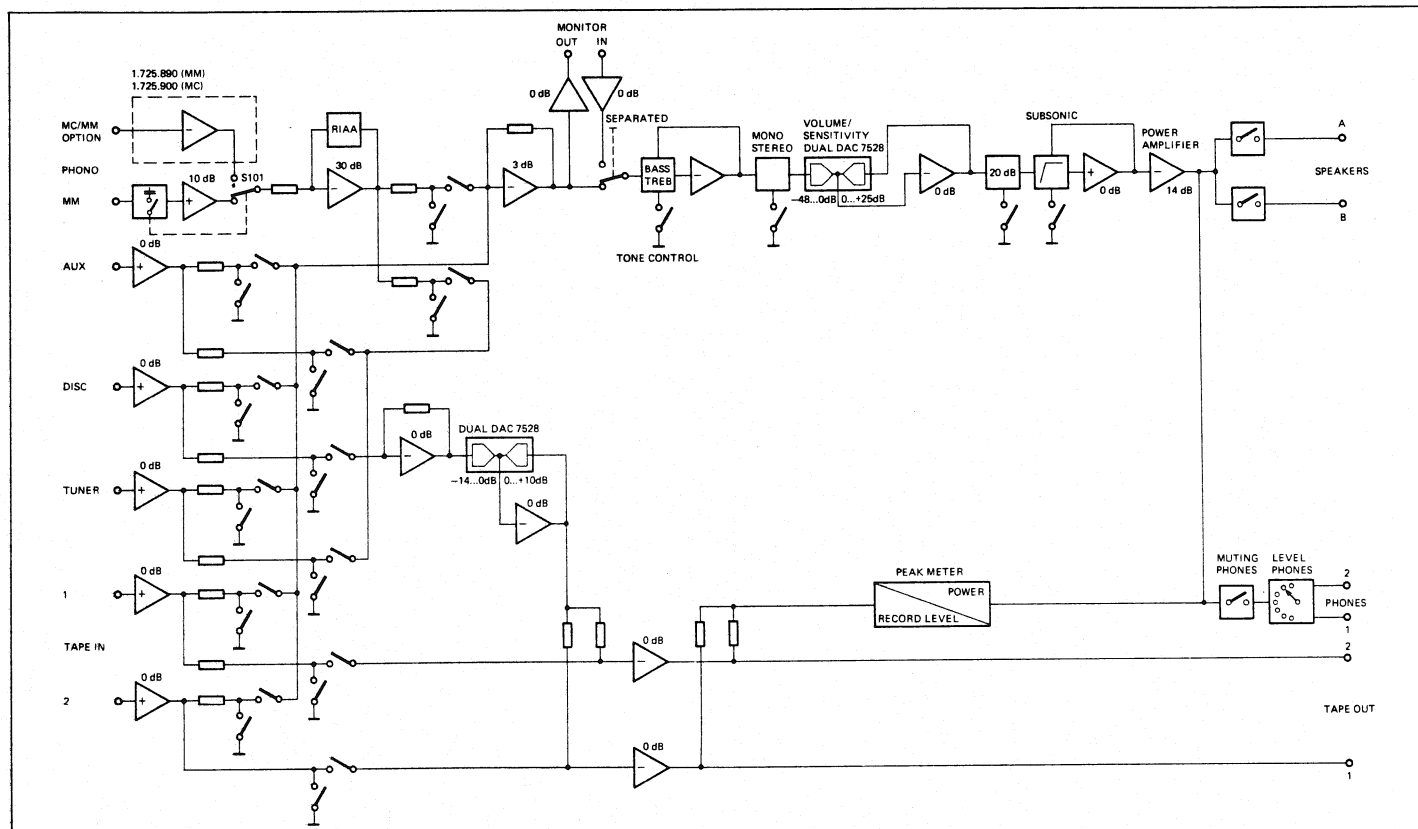 MONITOR
OUT IN
1.725.890 (MM)
1.725.900 (MC)
0 dB
0 dB
SEPARATED
MC/MM
OPTION
RIAA
SUBSONIC
MONO
STEREO
VOLUME/
SENSITIVITY
DUAL DAC 7528
POWER
AMPLIFIER
A
PHONO
10 dB
S101
30 dB
3 dB
BASS
TREB
20 dB
SPEAKERS
MM
0 dB
0 dB
14 dB
−48...0dB
0...+25dB
B
TONE CONTROL
0 dB
AUX
0 dB
DISC
0 dB
DUAL DAC 7528
0 dB
TUNER
−14...0dB
0...+10dB
0 dB
0 dB
1
PEAK METER
POWER
RECORD LEVEL
MUTING
PHONES
LEVEL
PHONES
2
PHONES
1
TAPE IN
0 dB
2
0 dB
2
TAPE OUT
0 dB
1